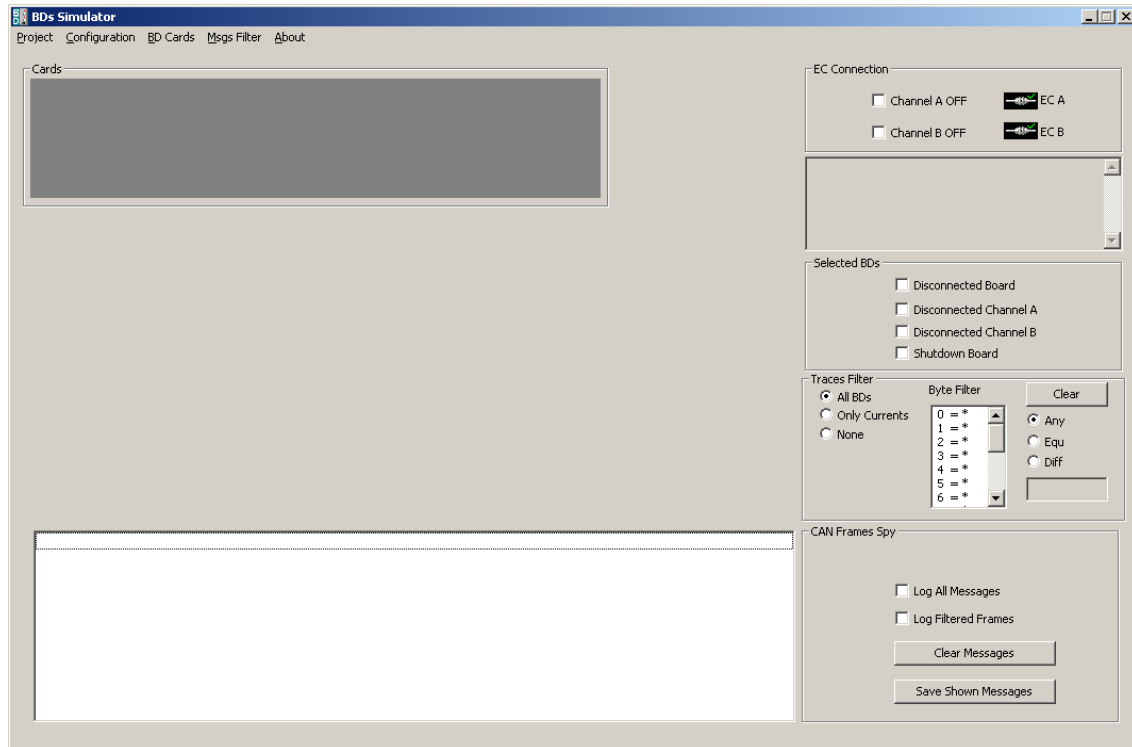 BDs Simulator
Project Configuration BD Cards Msgs Filter About
Cards
EC Connection
Channel A OFF EC A
Channel B OFF EC B
Selected BDs
Disconnected Board
Disconnected Channel A
Disconnected Channel B
Shutdown Board
Traces Filter
All BDs
Only Currents
None
Byte Filter
0 = *
1 = *
2 = *
3 = *
4 = *
5 = *
6 = *
Clear
Any
Equ
Diff
CAN Frames Spy
Log All Messages
Log Filtered Frames
Clear Messages
Save Shown Messages